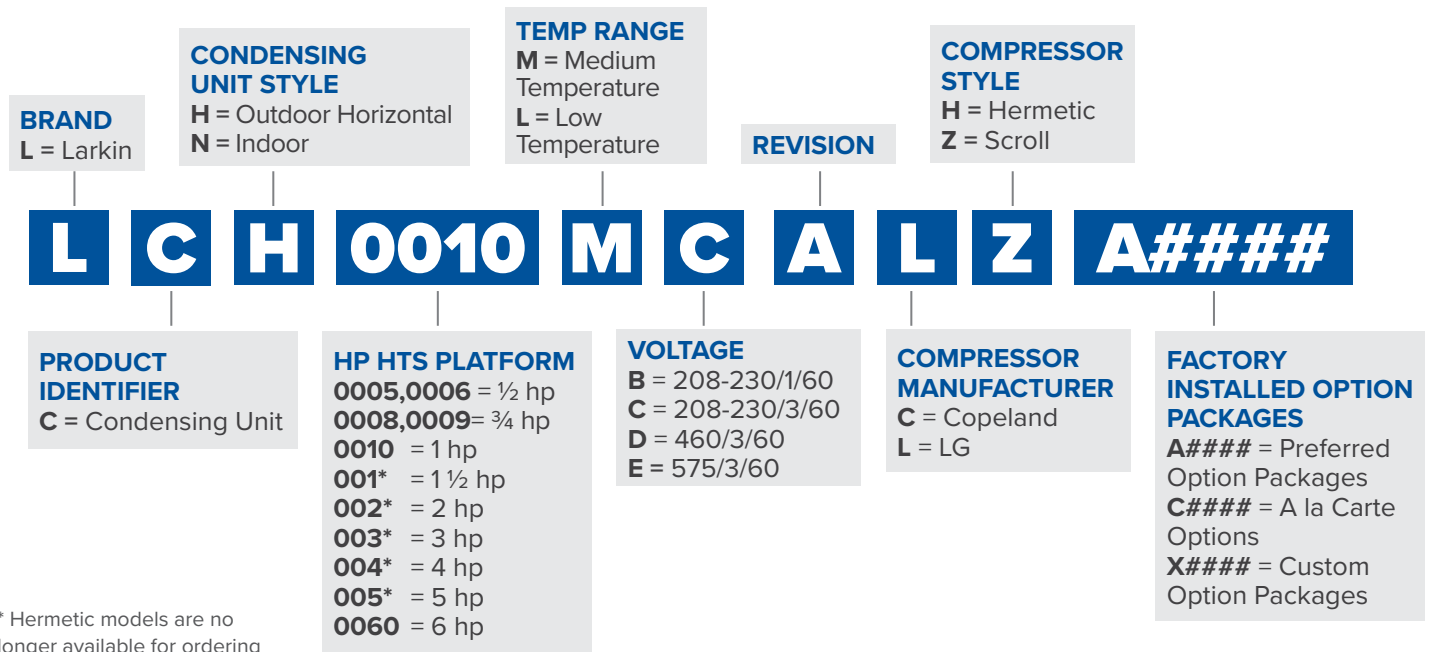 BRAND
L = Larkin
CONDENSING
UNIT STYLE
H = Outdoor Horizontal
N = Indoor
TEMP RANGE
M = Medium
Temperature
L = Low
Temperature
REVISION
COMPRESSOR
STYLE
H = Hermetic
Z = Scroll
L C H 0010 M C A L Z A####
PRODUCT
IDENTIFIER
C = Condensing Unit
HP HTS PLATFORM
0005,0006 = ½ hp
0008,0009= ¾ hp
0010 = 1 hp
001* = 1 ½ hp
002* = 2 hp
003* = 3 hp
004* = 4 hp
005* = 5 hp
0060 = 6 hp
VOLTAGE
B = 208-230/1/60
C = 208-230/3/60
D = 460/3/60
E = 575/3/60
COMPRESSOR
MANUFACTURER
C = Copeland
L = LG
FACTORY
INSTALLED OPTION
PACKAGES
A#### = Preferred
Option Packages
C#### = A la Carte
Options
X#### = Custom
Option Packages
* Hermetic models are no
longer available for ordering